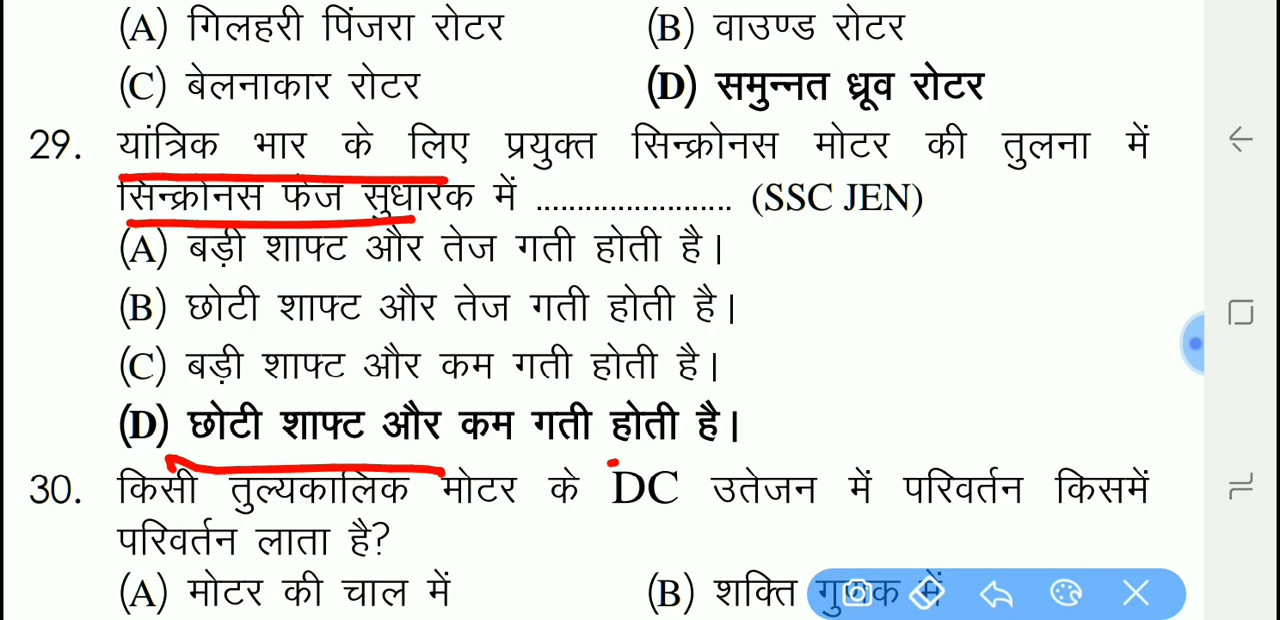 (A) गिलहरी पिंजरा रोटर (B) वाउण्ड रोटर
(C) बेलनाकार रोटर (D) समुन्नत ध्रूव रोटर
29. यांत्रिक भार के लिए प्रयुक्त सिन्क्रोनस मोटर की तुलना में
सिन्क्रोनस फेज सुधारक में ........................ (SSC JEN)
(A) बड़ी शाफ्ट और तेज गती होती है।
(B) छोटी शाफ्ट और तेज गती होती है।
(C) बड़ी शाफ्ट और कम गती होती है।
(D) छोटी शाफ्ट और कम गती होती है।
30. किसी तुल्यकालिक मोटर के DC उतेजन में परिवर्तन किसमें
परिवर्तन लाता है?
(A) मोटर की चाल में (B) शक्ति गुणक में